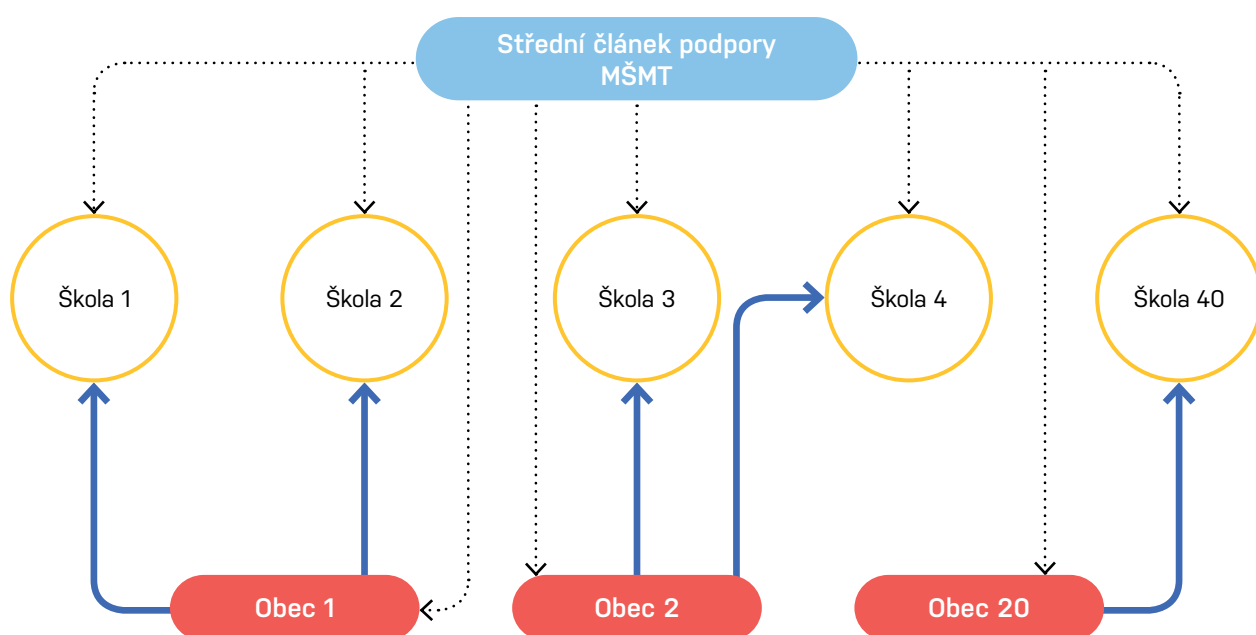 Střední článek podpory
MŠMT
Škola 1
Škola 2
Škola 3
Škola 4
Škola 40
Obec 1
Obec 2
Obec 20